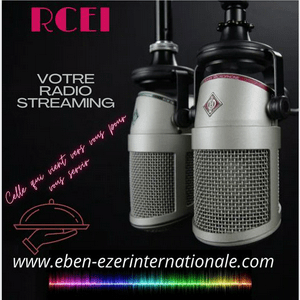 RCEI
VOTRE
RADIO
STREAMING
Celle qui vient vers vous pour
vous servir
www.eben-ezerinternationale.com